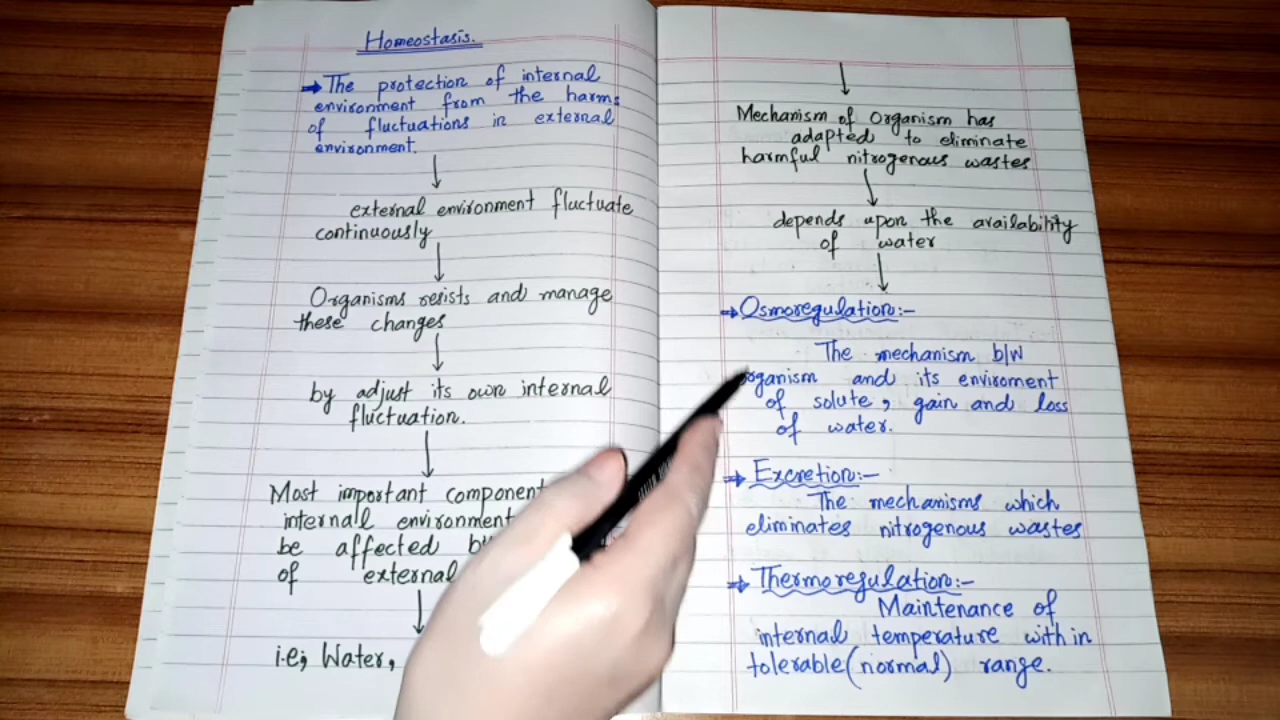 Homeostasis.
→ The protection of internal
environment from the harms
of fluctuations in external
environment.
external environment fluctuate
continuously
Organisms resists and manage
these changes
by adjust its own internal
fluctuation.
Most important component
internal environment
be affected
of external
i.e; Water,
Mechanism of Organism has
adapted to eliminate
harmful nitrogenous wastes
depends upon the availability
of water
→ Osmoregulation:-
The mechanism b/w
organism and its enviroment
of solute, gain and loss
of water.
→ Excretion:-
The mechanisms which
eliminates nitrogenous wastes
→ Thermoregulation:-
Maintenance of
internal temperature with in
tolerable (normal) range.